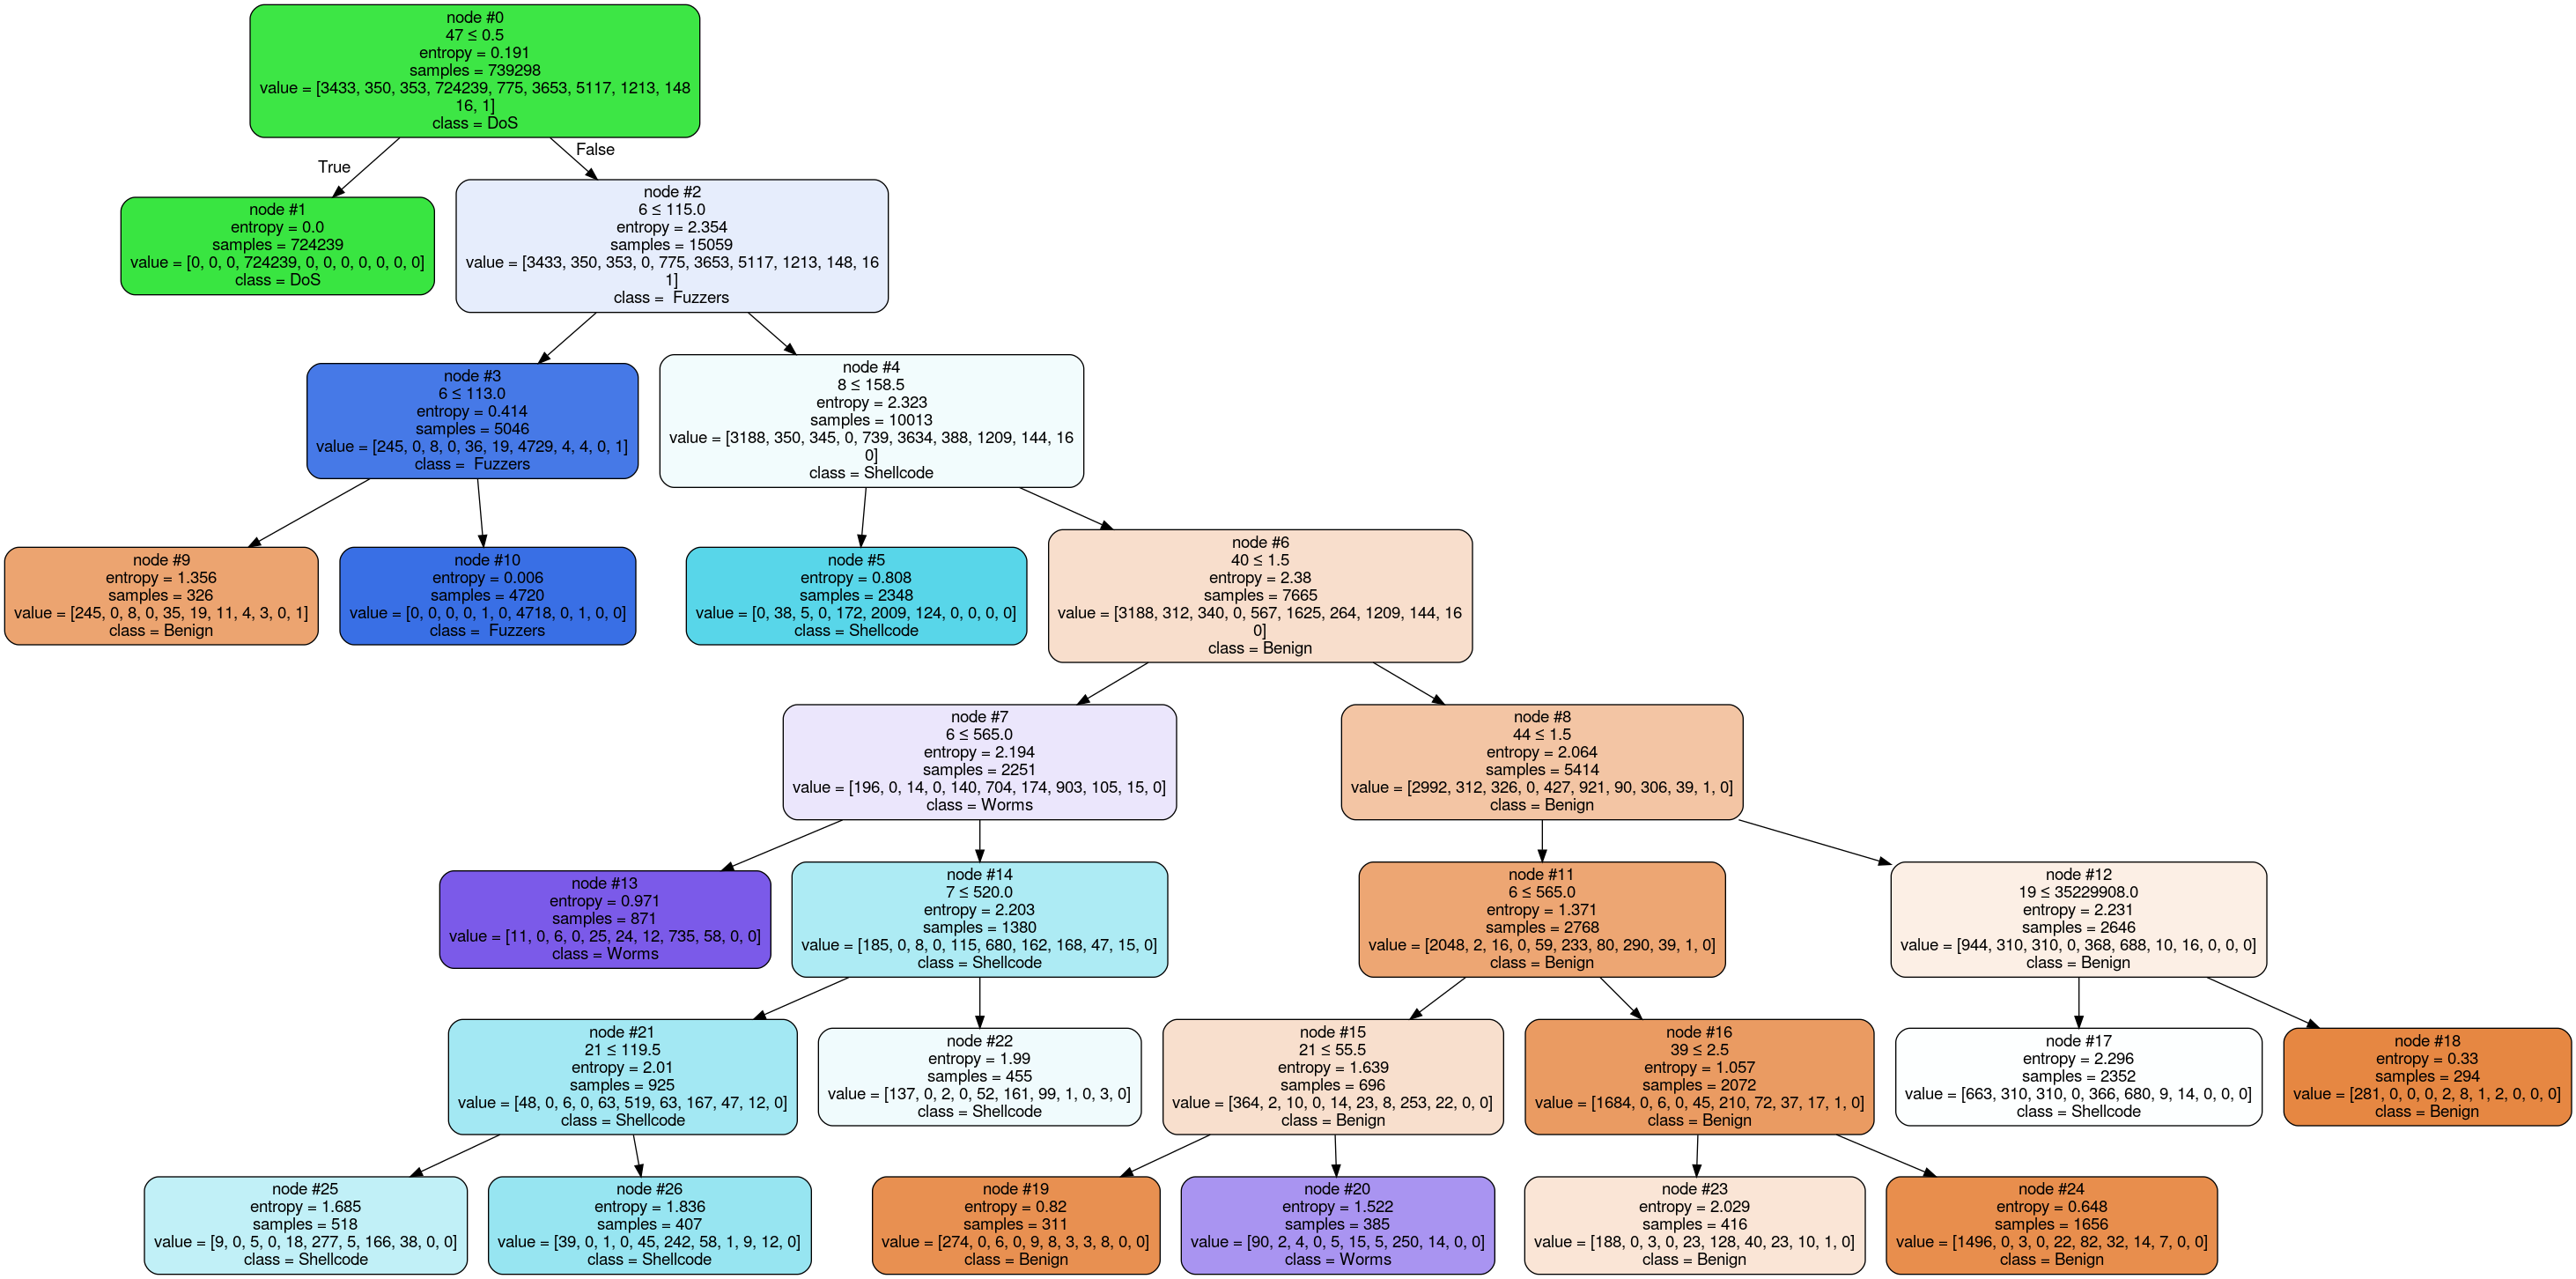 node #0
47 ≤ 0.5
entropy = 0.191
samples = 739298
value = [3433, 350, 353, 724239, 775, 3653, 5117, 1213, 148
16, 1]
class = DoS
True
False
node #1
entropy = 0.0
samples = 724239
value = [0, 0, 0, 724239, 0, 0, 0, 0, 0, 0, 0]
class = DoS
node #2
6 ≤ 115.0
entropy = 2.354
samples = 15059
value = [3433, 350, 353, 0, 775, 3653, 5117, 1213, 148, 16
1]
class = Fuzzers
node #3
6 ≤ 113.0
entropy = 0.414
samples = 5046
value = [245, 0, 8, 0, 36, 19, 4729, 4, 4, 0, 1]
class = Fuzzers
node #4
8 ≤ 158.5
entropy = 2.323
samples = 10013
value = [3188, 350, 345, 0, 739, 3634, 388, 1209, 144, 16
0]
class = Shellcode
node #9
entropy = 1.356
samples = 326
value = [245, 0, 8, 0, 35, 19, 11, 4, 3, 0, 1]
class = Benign
node #10
entropy = 0.006
samples = 4720
value = [0, 0, 0, 0, 1, 0, 4718, 0, 1, 0, 0]
class = Fuzzers
node #5
entropy = 0.808
samples = 2348
value = [0, 38, 5, 0, 172, 2009, 124, 0, 0, 0, 0]
class = Shellcode
node #6
40 ≤ 1.5
entropy = 2.38
samples = 7665
value = [3188, 312, 340, 0, 567, 1625, 264, 1209, 144, 16
0]
class = Benign
node #7
6 ≤ 565.0
entropy = 2.194
samples = 2251
value = [196, 0, 14, 0, 140, 704, 174, 903, 105, 15, 0]
class = Worms
node #8
44 ≤ 1.5
entropy = 2.064
samples = 5414
value = [2992, 312, 326, 0, 427, 921, 90, 306, 39, 1, 0]
class = Benign
node #13
entropy = 0.971
samples = 871
value = [11, 0, 6, 0, 25, 24, 12, 735, 58, 0, 0]
class = Worms
node #14
7 ≤ 520.0
entropy = 2.203
samples = 1380
value = [185, 0, 8, 0, 115, 680, 162, 168, 47, 15, 0]
class = Shellcode
node #11
6 ≤ 565.0
entropy = 1.371
samples = 2768
value = [2048, 2, 16, 0, 59, 233, 80, 290, 39, 1, 0]
class = Benign
node #12
19 ≤ 35229908.0
entropy = 2.231
samples = 2646
value = [944, 310, 310, 0, 368, 688, 10, 16, 0, 0, 0]
class = Benign
node #21
21 ≤ 119.5
entropy = 2.01
samples = 925
value = [48, 0, 6, 0, 63, 519, 63, 167, 47, 12, 0]
class = Shellcode
node #22
entropy = 1.99
samples = 455
value = [137, 0, 2, 0, 52, 161, 99, 1, 0, 3, 0]
class = Shellcode
node #15
21 ≤ 55.5
entropy = 1.639
samples = 696
value = [364, 2, 10, 0, 14, 23, 8, 253, 22, 0, 0]
class = Benign
node #16
39 ≤ 2.5
entropy = 1.057
samples = 2072
value = [1684, 0, 6, 0, 45, 210, 72, 37, 17, 1, 0]
class = Benign
node #17
entropy = 2.296
samples = 2352
value = [663, 310, 310, 0, 366, 680, 9, 14, 0, 0, 0]
class = Shellcode
node #18
entropy = 0.33
samples = 294
value = [281, 0, 0, 0, 2, 8, 1, 2, 0, 0, 0]
class = Benign
node #25
entropy = 1.685
samples = 518
value = [9, 0, 5, 0, 18, 277, 5, 166, 38, 0, 0]
class = Shellcode
node #26
entropy = 1.836
samples = 407
value = [39, 0, 1, 0, 45, 242, 58, 1, 9, 12, 0]
class = Shellcode
node #19
entropy = 0.82
samples = 311
value = [274, 0, 6, 0, 9, 8, 3, 3, 8, 0, 0]
class = Benign
node #20
entropy = 1.522
samples = 385
value = [90, 2, 4, 0, 5, 15, 5, 250, 14, 0, 0]
class = Worms
node #23
entropy = 2.029
samples = 416
value = [188, 0, 3, 0, 23, 128, 40, 23, 10, 1, 0]
class = Benign
node #24
entropy = 0.648
samples = 1656
value = [1496, 0, 3, 0, 22, 82, 32, 14, 7, 0, 0]
class = Benign